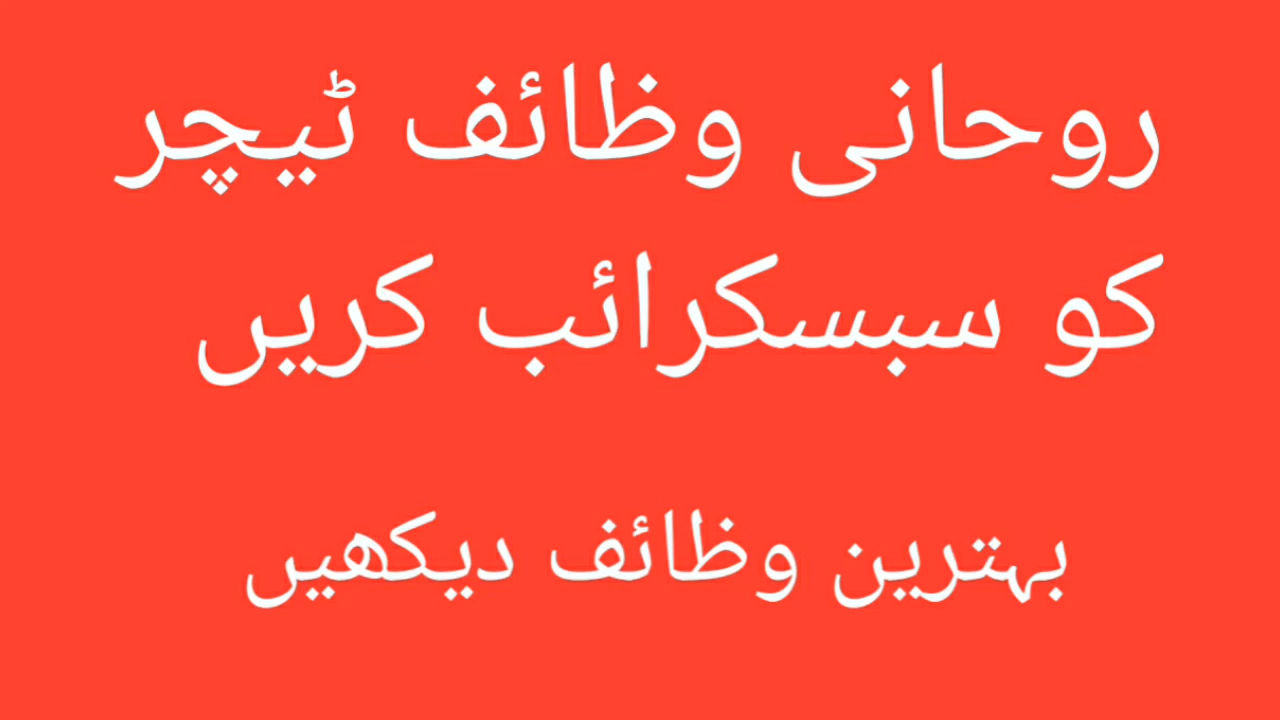 روحانی وظائف ٹیچر
کو سبسکرائب کریں
بہترین وظائف دیکھیں